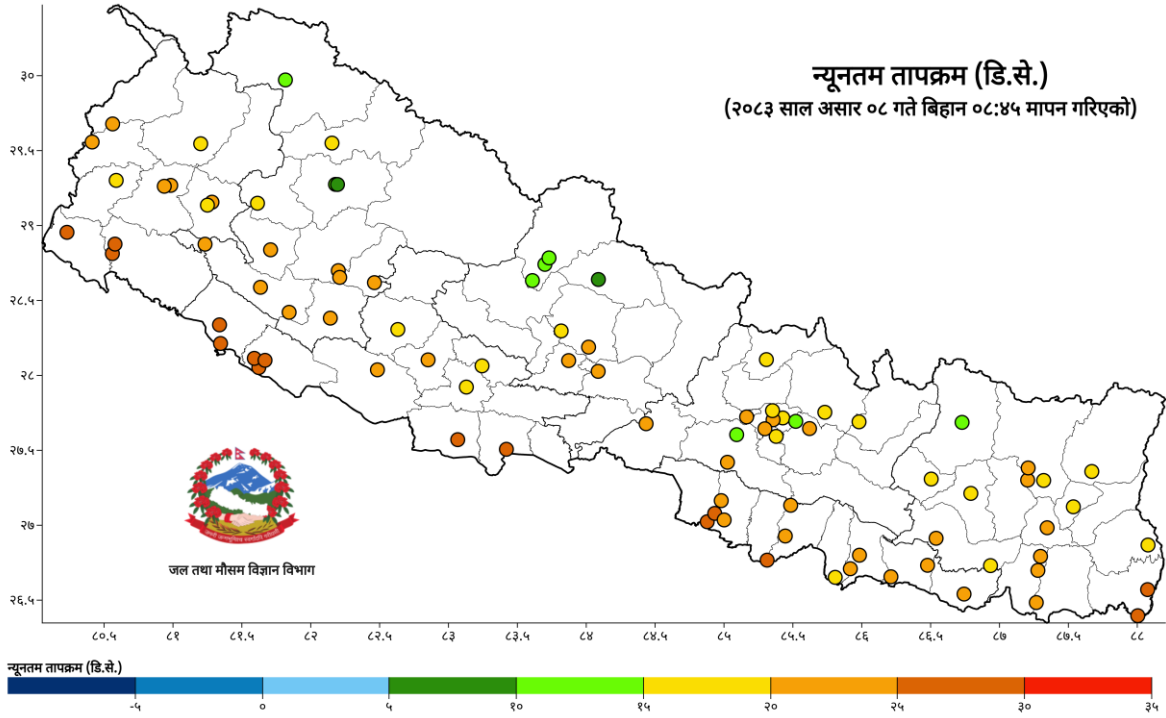 न्यूनतम तापक्रम (डि.से.)
(२०८३ साल असार ०८ गते बिहान ०८:४५ मापन गरिएको)
३०
२९.५
२९
२८.५
२८
२७.५
२७
२६.५
जल तथा मौसम विज्ञान विभाग
८०.५ ८१ ८१.५ ८२ ८२.५ ८३ ८३.५ ८४ ८४.५ ८५ ८५.५ ८६ ८६.५ ८७ ८७.५ ८८
न्यूनतम तापक्रम (डि.से.)
-५ ० ५ १० १५ २० २५ ३० ३५